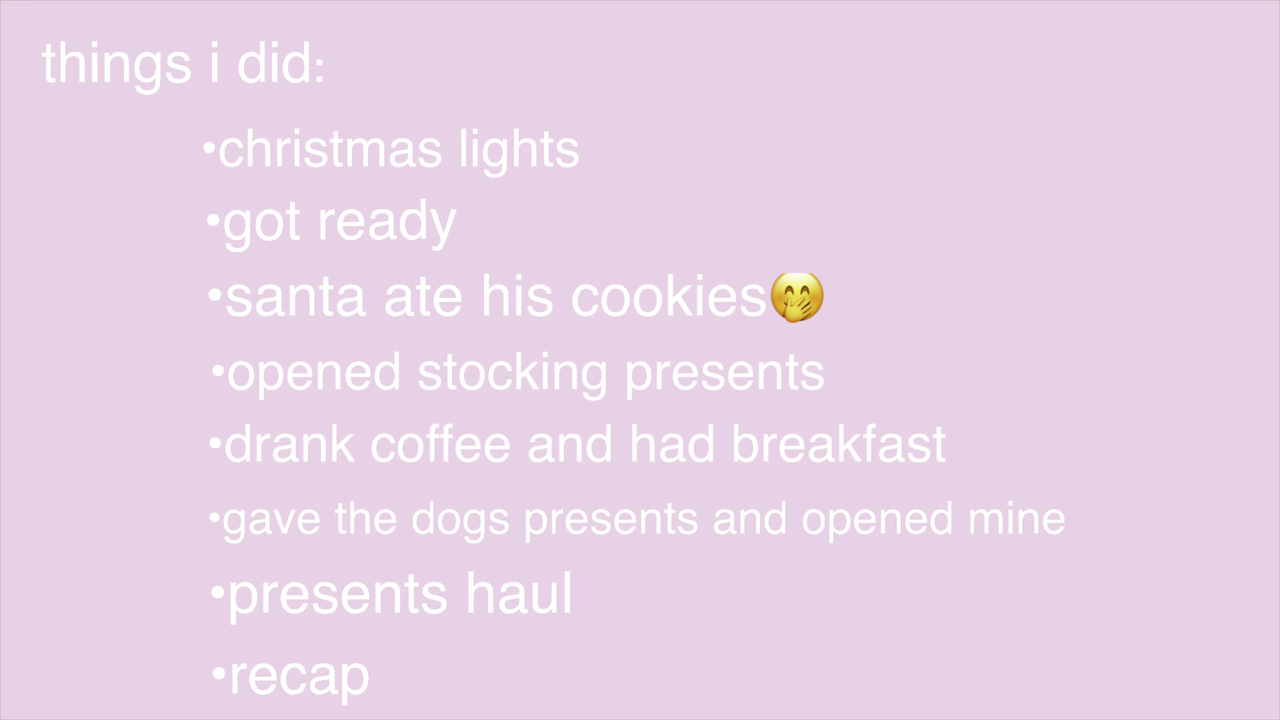 things i did:
•christmas lights
•got ready
•santa ate his cookies🤭
•opened stocking presents
•drank coffee and had breakfast
•gave the dogs presents and opened mine
•presents haul
•recap